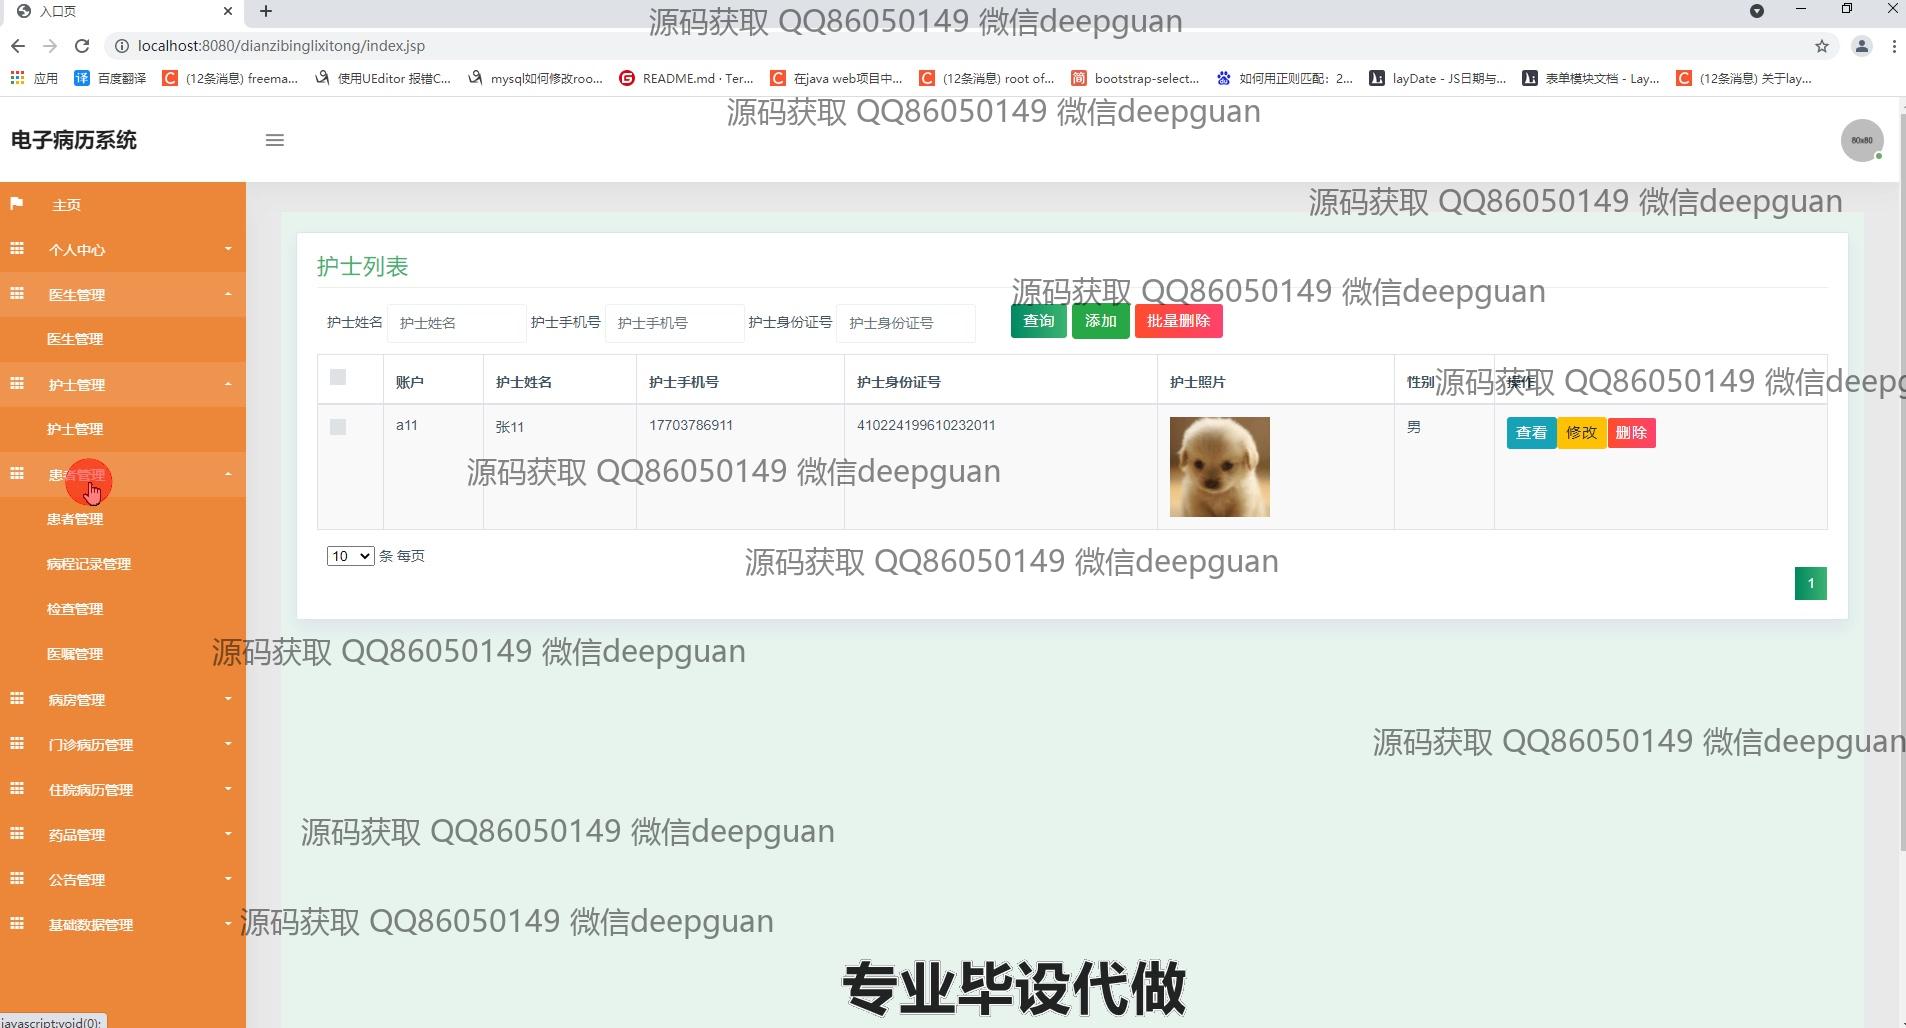 入口页
源码获取 QQ86050149 微信deepguan
localhost:8080/dianzibinglixitong/index.jsp
应用
百度翻译
(12条消息) freema...
使用UEditor 报错C...
mysql如何修改roo...
README.md · Ter...
在java web项目中...
(12条消息) root of...
bootstrap-select...
如何用正则匹配：2...
layDate - JS日期与...
表单模块文档 - Lay...
(12条消息) 关于lay...
源码获取 QQ86050149 微信deepguan
电子病历系统
80x80
源码获取 QQ86050149 微信deepguan
主页
个人中心
医生管理
医生管理
护士管理
护士管理
患者管理
患者管理
病程记录管理
检查管理
医嘱管理
病房管理
门诊病历管理
住院病历管理
药品管理
公告管理
基础数据管理
护士列表
源码获取 QQ86050149 微信deepguan
护士姓名 护士姓名 护士手机号 护士手机号 护士身份证号 护士身份证号 查询 添加 批量删除
账户 护士姓名 护士手机号 护士身份证号 护士照片 性别 操作
源码获取 QQ86050149 微信deepg
a11 张11 17703786911 410224199610232011 男 查看 修改 删除
源码获取 QQ86050149 微信deepguan
10 条 每页
源码获取 QQ86050149 微信deepguan
1
源码获取 QQ86050149 微信deepguan
源码获取 QQ86050149 微信deepguan
源码获取 QQ86050149 微信deepguan
源码获取 QQ86050149 微信deepguan
专业毕设代做
javascript:void(0);